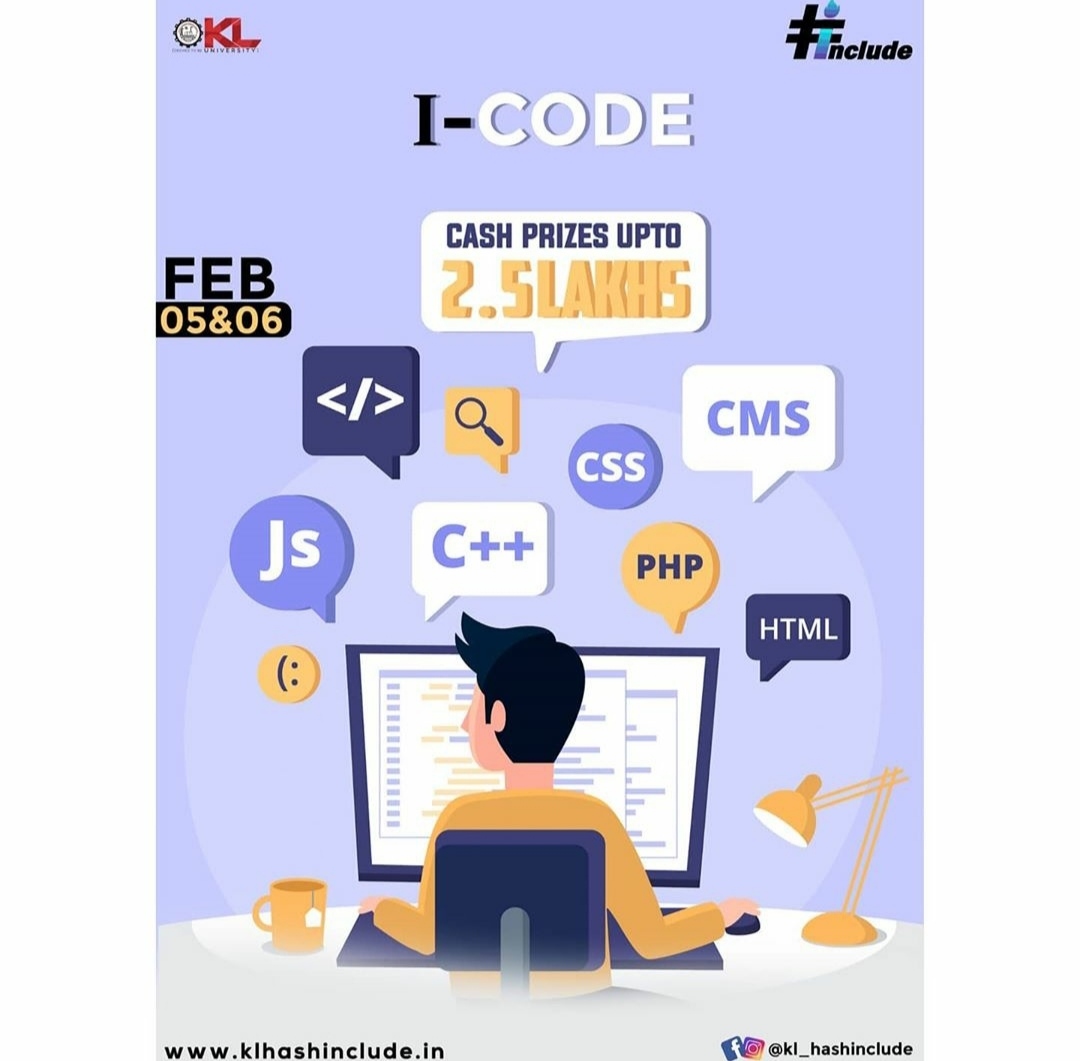 KL
UNIVERSITY
#include
I-CODE
CASH PRIZES UPTO
2.5LAKHS
FEB
05&06
</>
CMS
CSS
Js
C++
PHP
HTML
(:
www.klhashinclude.in
@kl_hashinclude